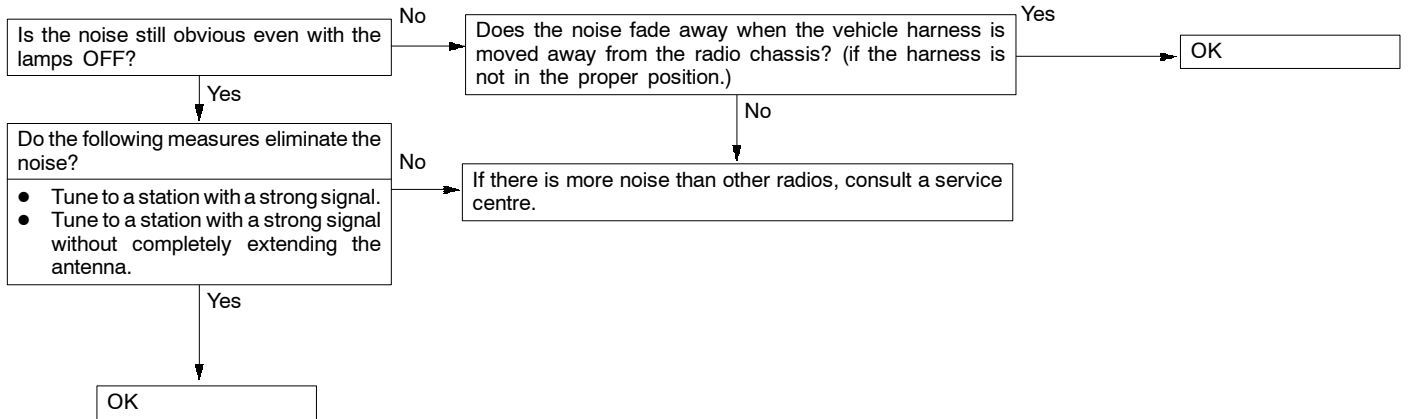 Is the noise still obvious even with the
lamps OFF?
No
Does the noise fade away when the vehicle harness is
moved away from the radio chassis? (if the harness is
not in the proper position.)
Yes
OK
Yes
No
Do the following measures eliminate the
noise?
● Tune to a station with a strong signal.
● Tune to a station with a strong signal
without completely extending the
antenna.
No
If there is more noise than other radios, consult a service
centre.
Yes
OK